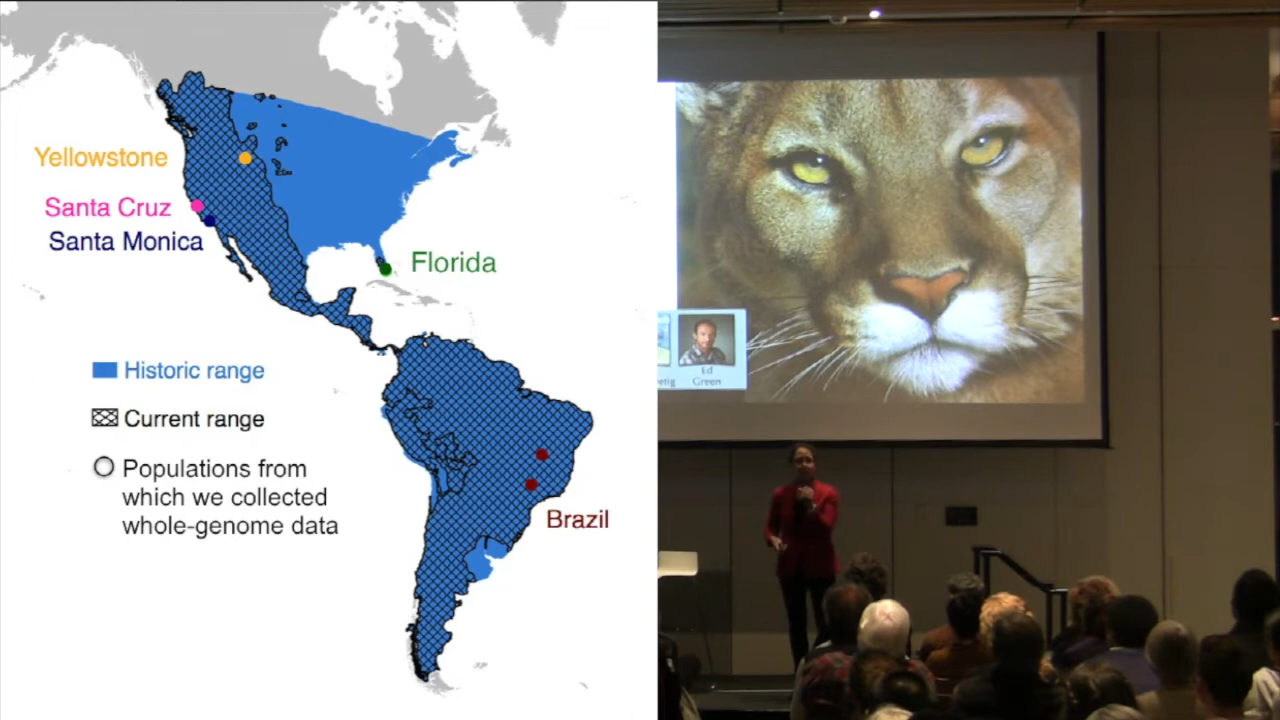 Yellowstone
Santa Cruz
Santa Monica
Florida
Historic range
Current range
Populations from
which we collected
whole-genome data
Brazil
Ed
Green